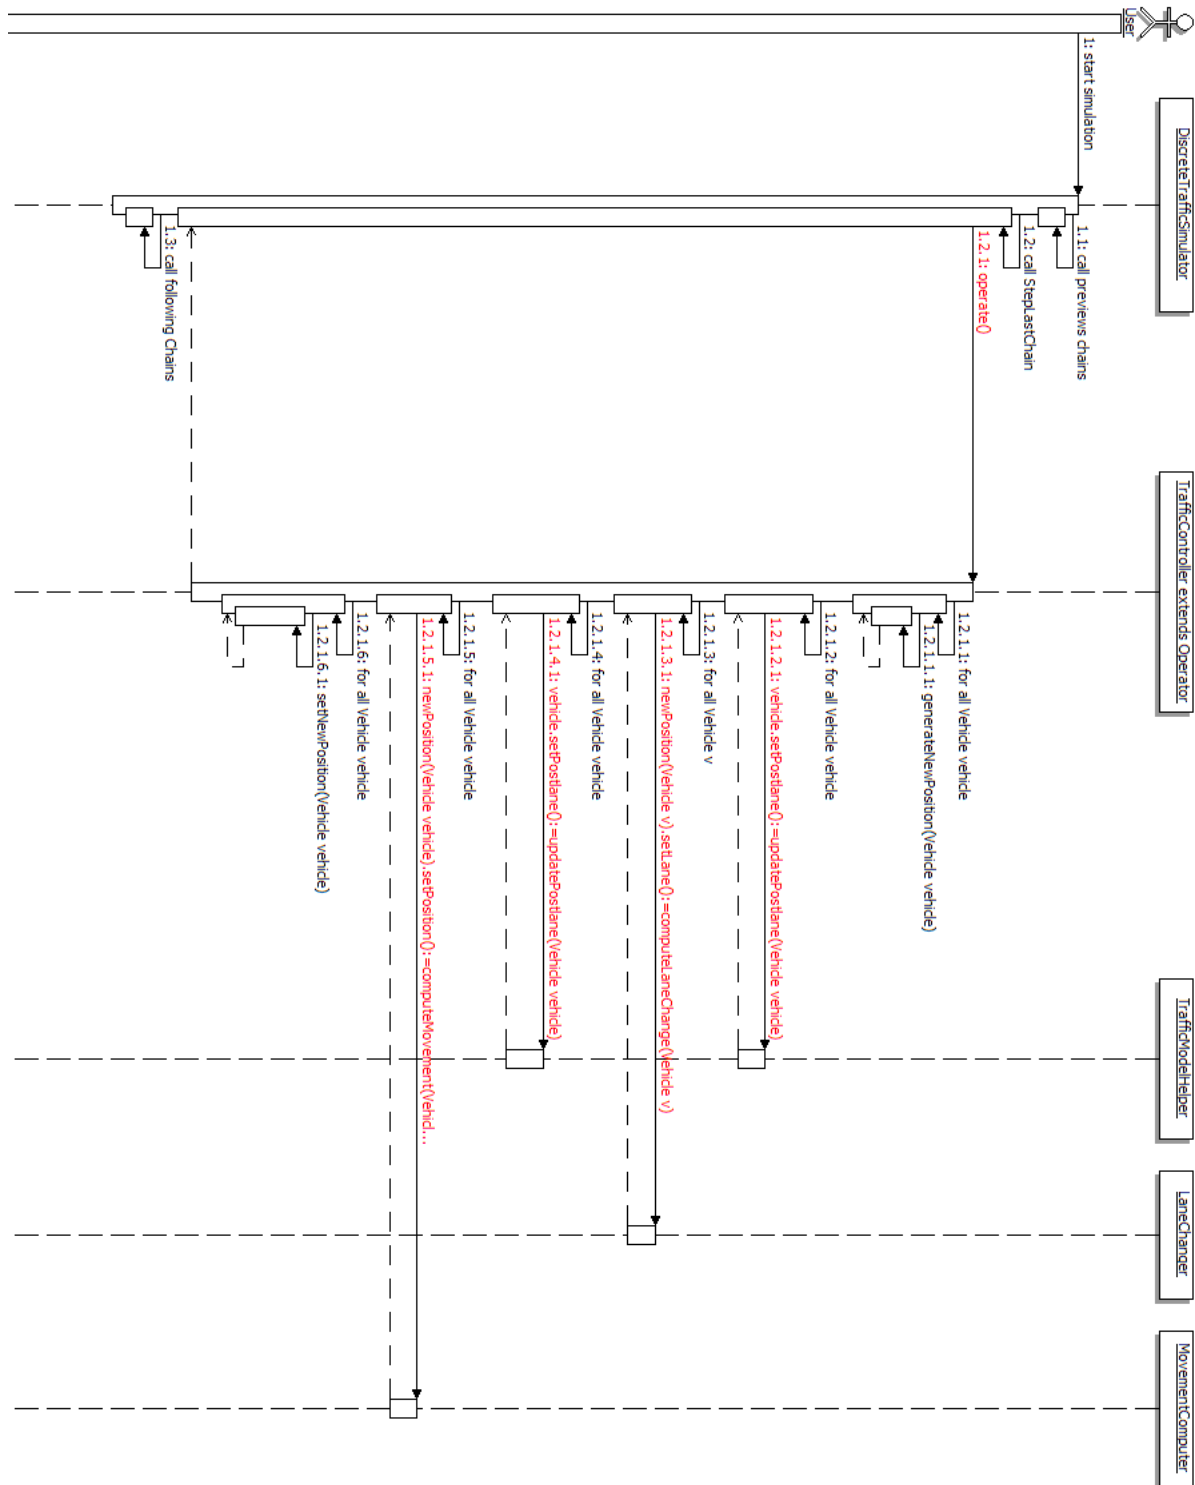 User
DiscreteTrafficSimulator
TrafficController extends Operator
TrafficModelHelper
LaneChanger
MovementComputer
1: start simulation
1.1: call previews chains
1.2: call StepLastChain
1.2.1: operate()
1.2.1.1: for all Vehicle vehicle
1.2.1.1.1: generateNewPosition(Vehicle vehicle)
1.2.1.2: for all Vehicle vehicle
1.2.1.2.1: vehicle.setPostlane():=updatePostlane(Vehicle vehicle)
1.2.1.3: for all Vehicle v
1.2.1.3.1: newPosition(Vehicle v).setLane():=computeLaneChange(Vehicle v)
1.2.1.4: for all Vehicle vehicle
1.2.1.4.1: vehicle.setPostlane():=updatePostlane(Vehicle vehicle)
1.2.1.5: for all Vehicle vehicle
1.2.1.5.1: newPosition(Vehicle vehicle).setPosition():=computeMovement(Vehicl...
1.2.1.6: for all Vehicle vehicle
1.2.1.6.1: setNewPosition(Vehicle vehicle)
1.3: call following Chains